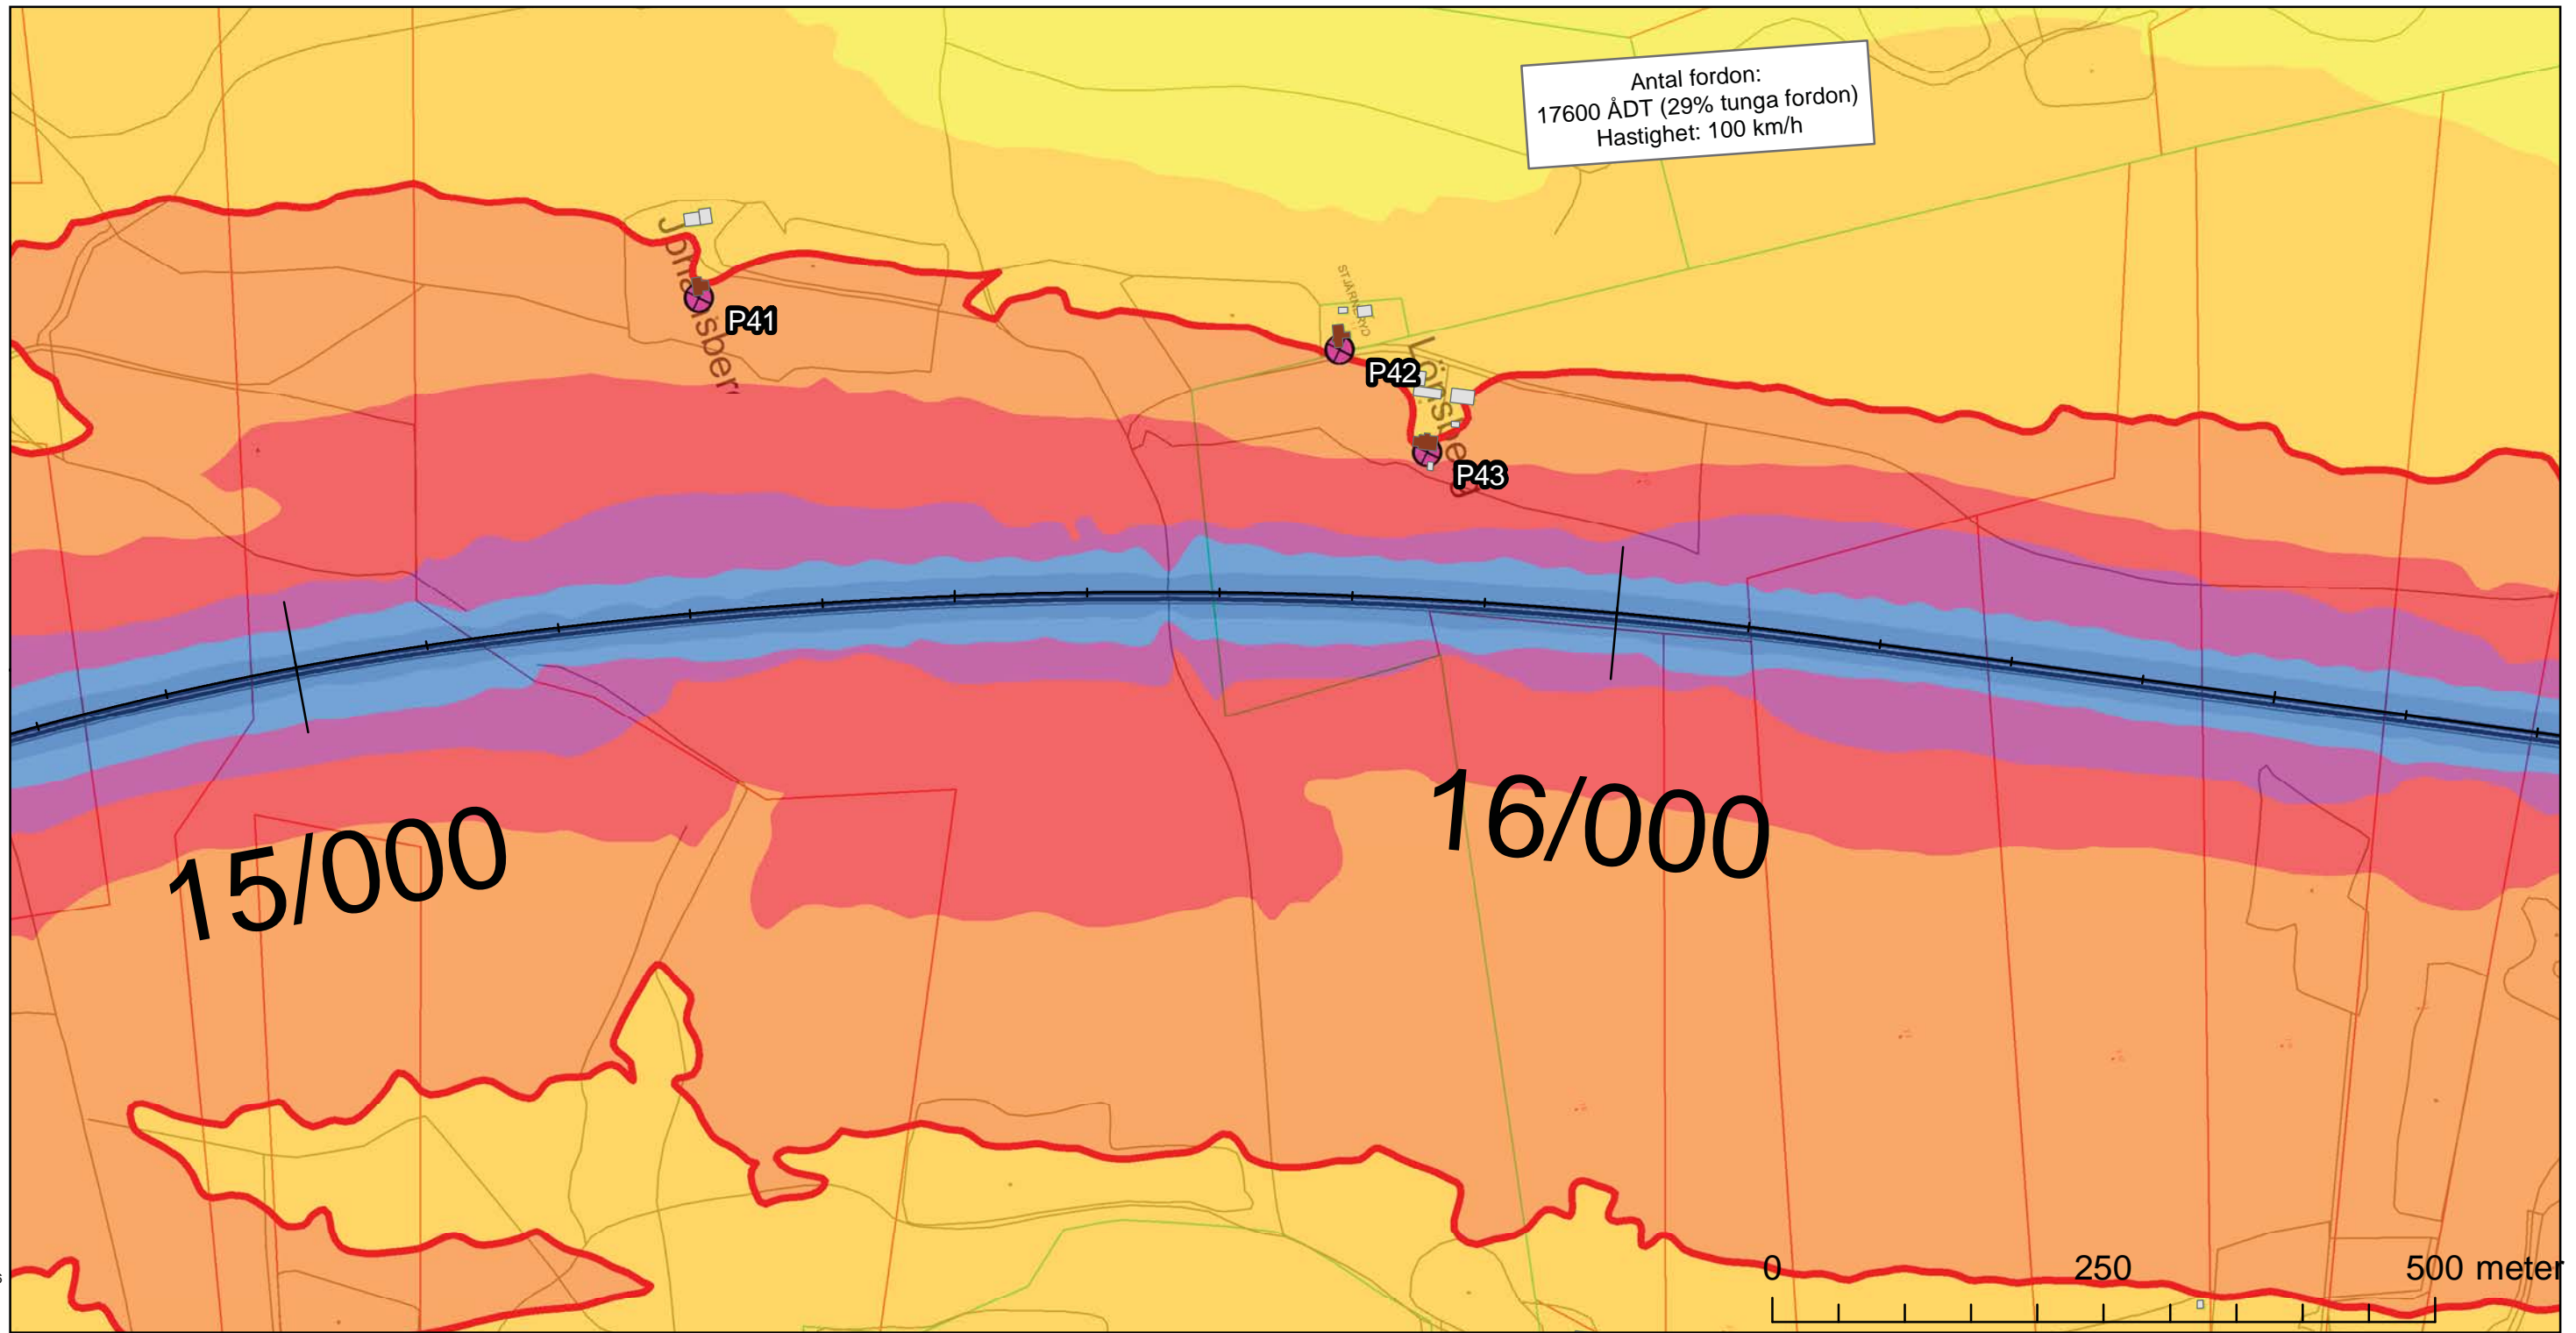 Antal fordon:
17600 ÅDT (29% tunga fordon)
Hastighet: 100 km/h
P41
P42
P43
15/000
16/000
0 250 500 meter